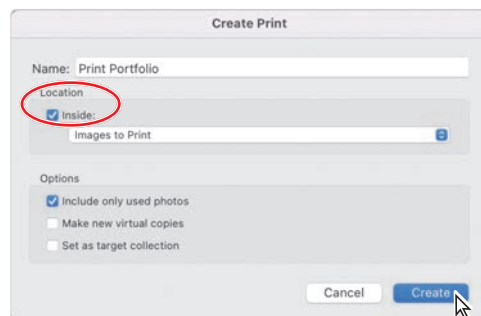 Create Print
Name: Print Portfolio
Location
Inside:
Images to Print
Options
Include only used photos
Make new virtual copies
Set as target collection
Cancel Create